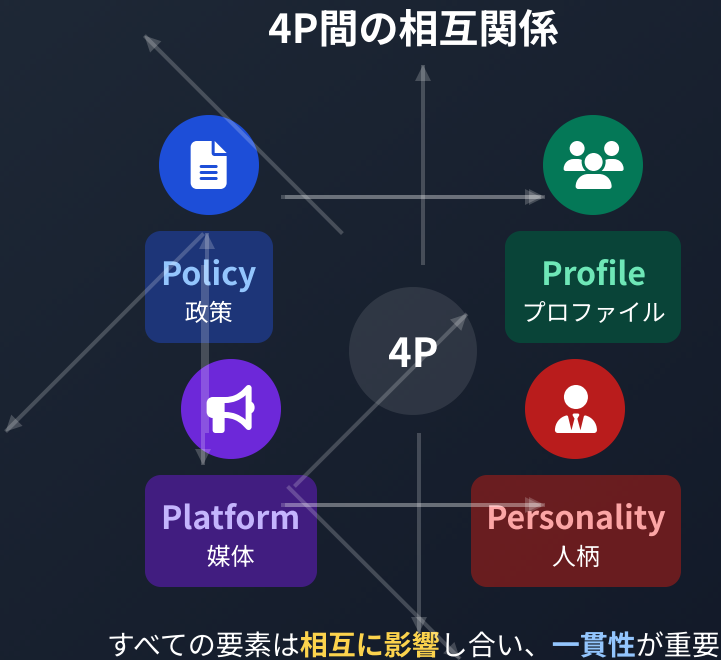 4P間の相互関係
Policy
政策
Profile
プロファイル
4P
Platform
媒体
Personality
人柄
すべての要素は相互に影響し合い、一貫性が重要